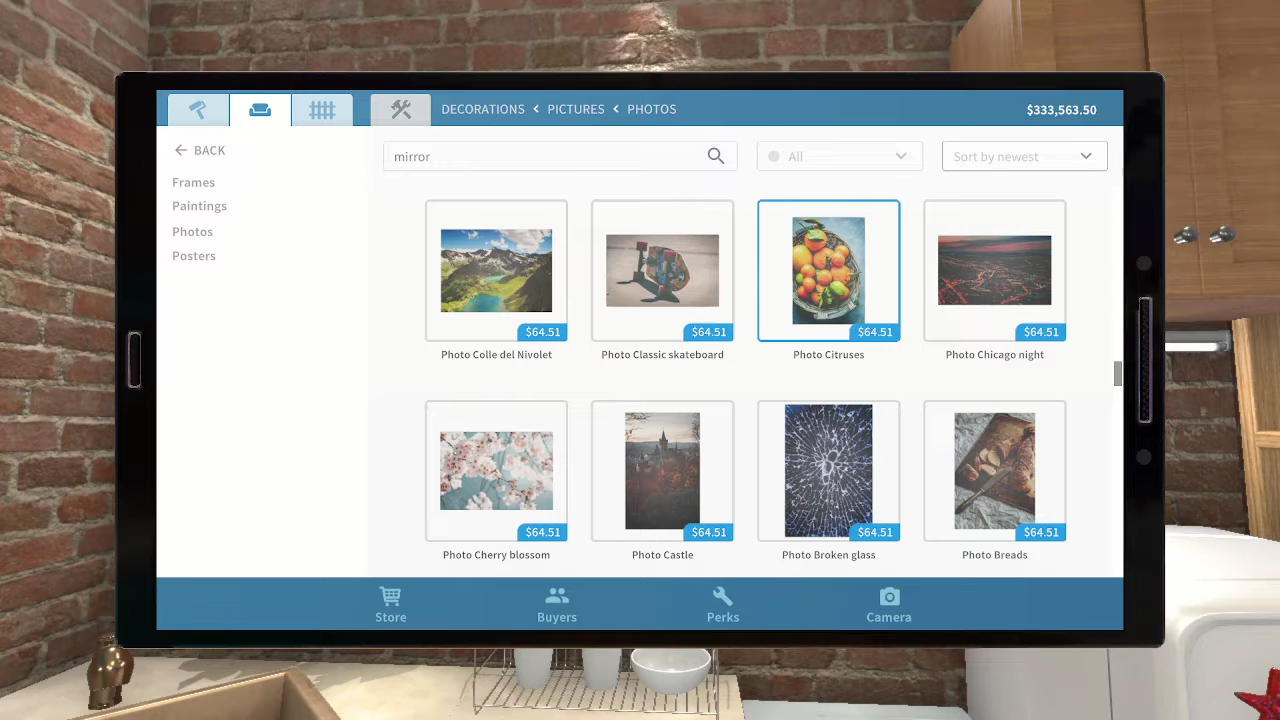 DECORATIONS < PICTURES < PHOTOS
$333,563.50
BACK
mirror
All
Sort by newest
Frames
Paintings
Photos
Posters
$64.51
$64.51
$64.51
$64.51
Photo Colle del Nivolet
Photo Classic skateboard
Photo Citruses
Photo Chicago night
$64.51
$64.51
$64.51
$64.51
Photo Cherry blossom
Photo Castle
Photo Broken glass
Photo Breads
Store
Buyers
Perks
Camera